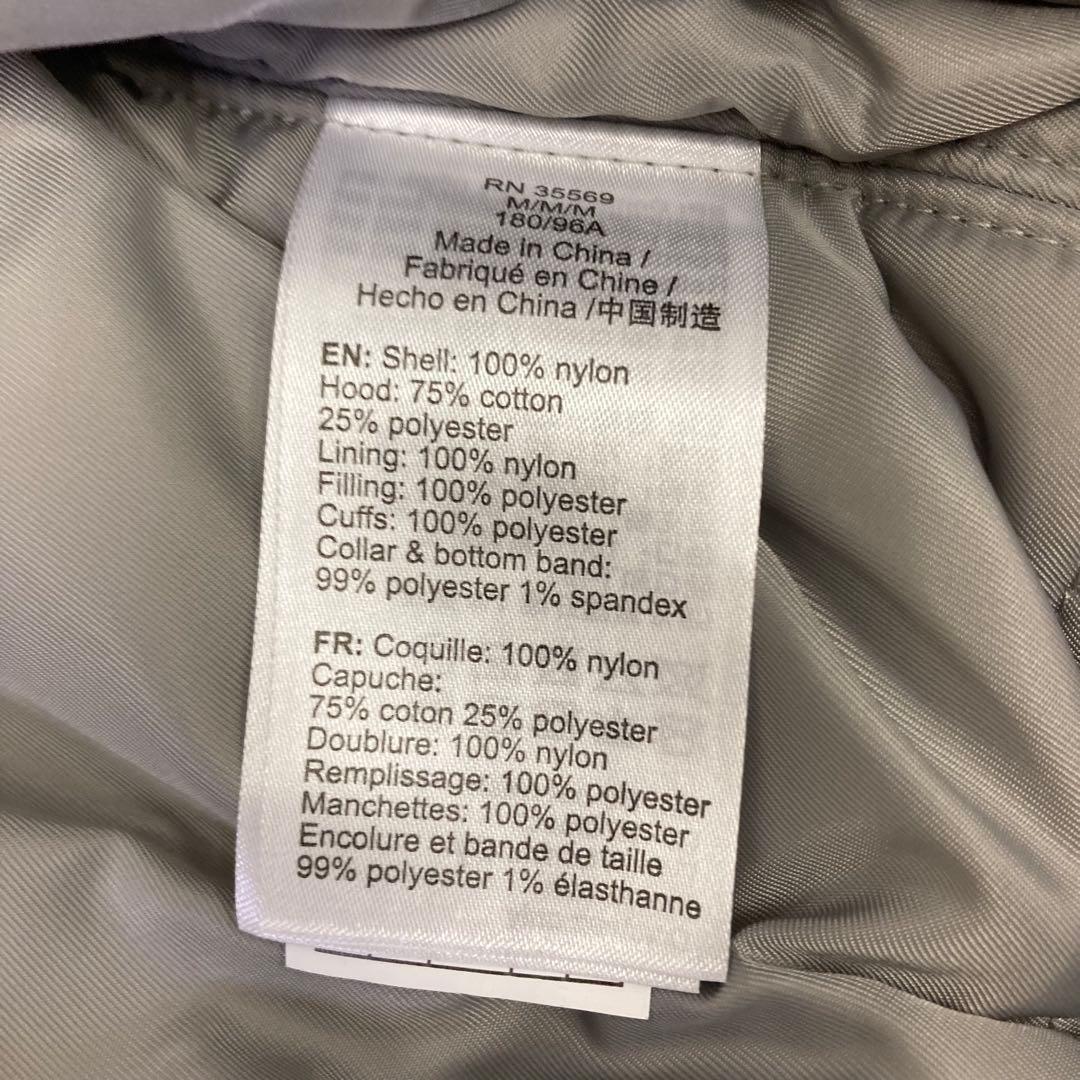 RN 35569
M/M/M
180/96A
Made in China /
Fabriqué en Chine /
Hecho en China /中国制造
EN: Shell: 100% nylon
Hood: 75% cotton
25% polyester
Lining: 100% nylon
Filling: 100% polyester
Cuffs: 100% polyester
Collar & bottom band:
99% polyester 1% spandex
FR: Coquille: 100% nylon
Capuche:
75% coton 25% polyester
Doublure: 100% nylon
Remplissage: 100% polyester
Manchettes: 100% polyester
Encolure et bande de taille
99% polyester 1% élasthanne